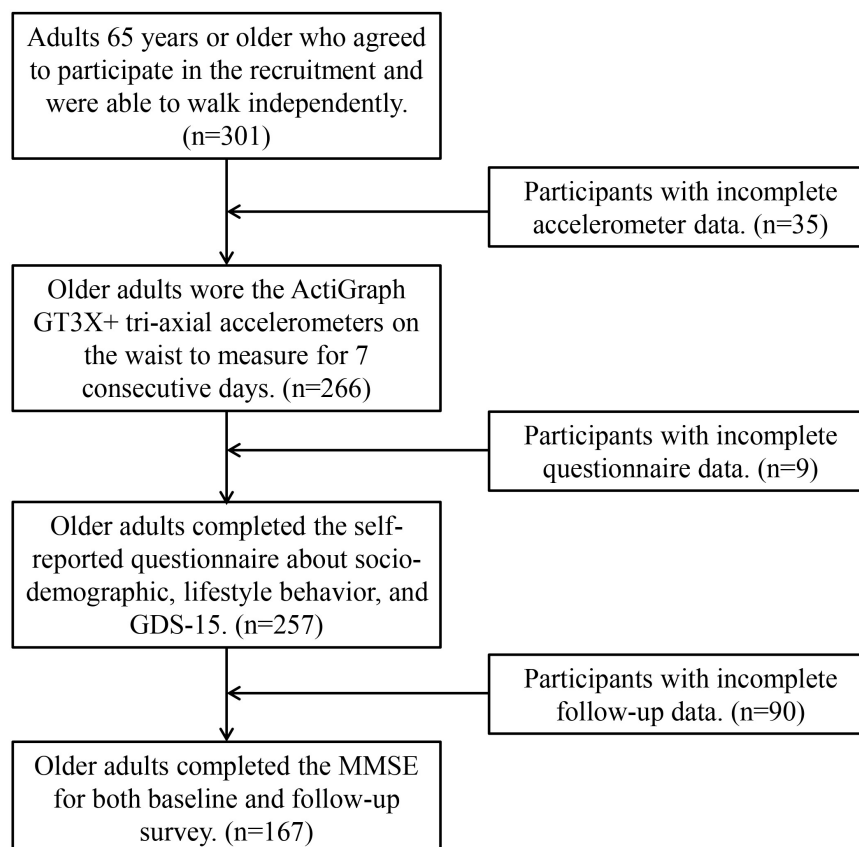 Adults 65 years or older who agreed
to participate in the recruitment and
were able to walk independently.
(n=301)
Participants with incomplete
accelerometer data. (n=35)
Older adults wore the ActiGraph
GT3X+ tri-axial accelerometers on
the waist to measure for 7
consecutive days. (n=266)
Participants with incomplete
questionnaire data. (n=9)
Older adults completed the self-
reported questionnaire about socio-
demographic, lifestyle behavior, and
GDS-15. (n=257)
Participants with incomplete
follow-up data. (n=90)
Older adults completed the MMSE
for both baseline and follow-up
survey. (n=167)